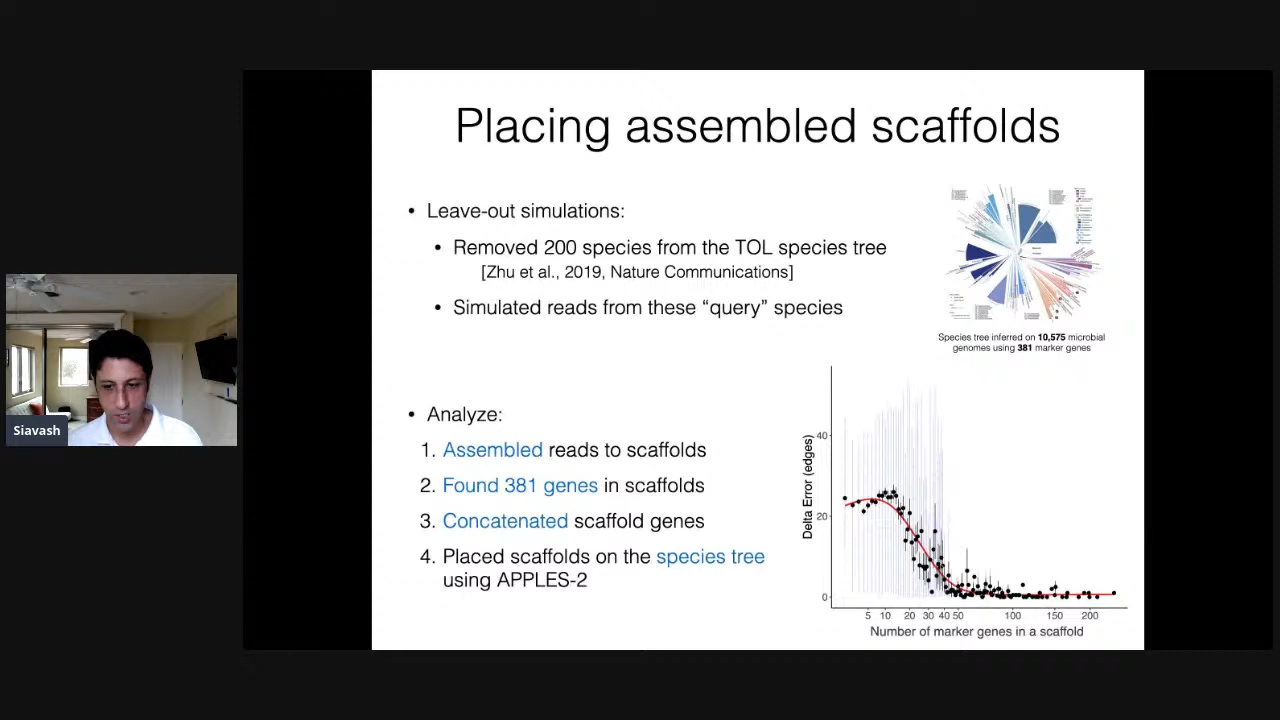 Placing assembled scaffolds
• Leave-out simulations:
• Removed 200 species from the TOL species tree
[Zhu et al., 2019, Nature Communications]
• Simulated reads from these “query” species
Species tree inferred on 10,575 microbial
genomes using 381 marker genes
• Analyze:
1. Assembled reads to scaffolds
2. Found 381 genes in scaffolds
3. Concatenated scaffold genes
4. Placed scaffolds on the species tree
using APPLES-2
Delta Error (edges)
40
20
0
5 10 20 30 40 50 100 150 200
Number of marker genes in a scaffold
Siavash